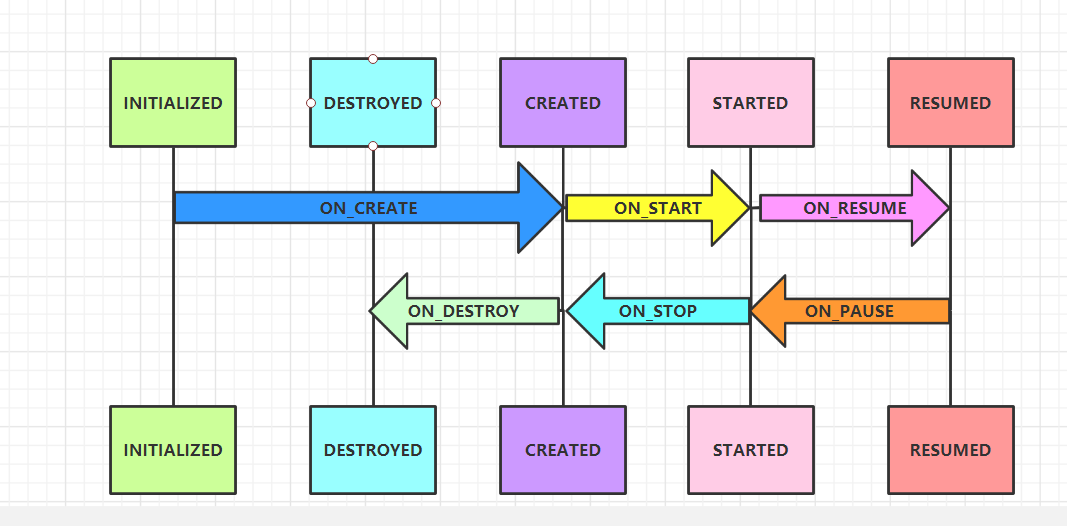 INITIALIZED
DESTROYED
CREATED
STARTED
RESUMED
ON_CREATE
ON_START
ON_RESUME
ON_DESTROY
ON_STOP
ON_PAUSE
INITIALIZED
DESTROYED
CREATED
STARTED
RESUMED